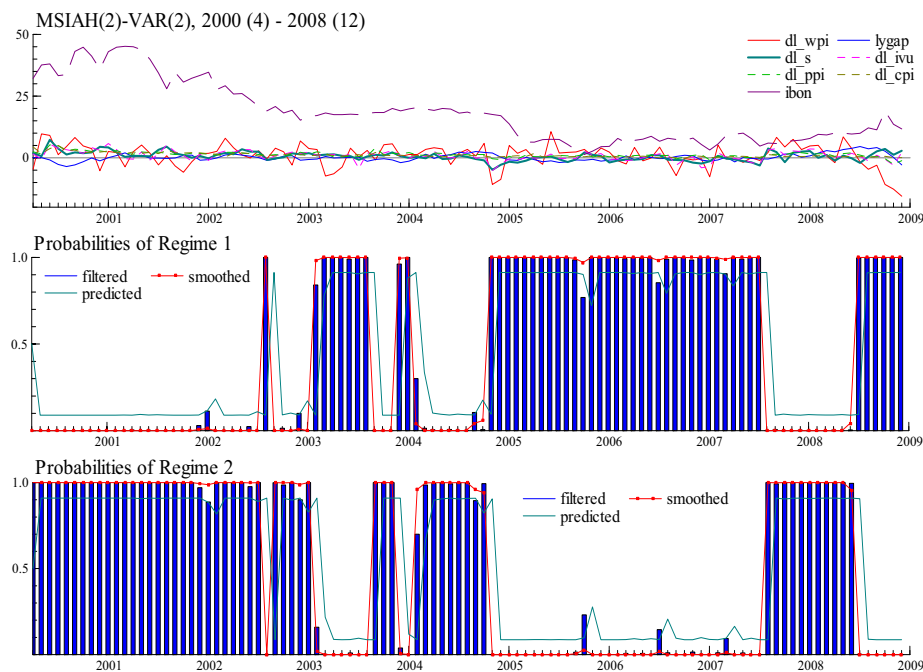 MSIAH(2)-VAR(2), 2000 (4) - 2008 (12)
50
dl_wpi lygap
dl_s dl_ivu
25
dl_ppi dl_cpi
ibon
0
2001 2002 2003 2004 2005 2006 2007 2008 2009
Probabilities of Regime 1
1.0
filtered smoothed
predicted
0.5
2001 2002 2003 2004 2005 2006 2007 2008 2009
Probabilities of Regime 2
1.0
filtered smoothed
predicted
0.5
2001 2002 2003 2004 2005 2006 2007 2008 2009